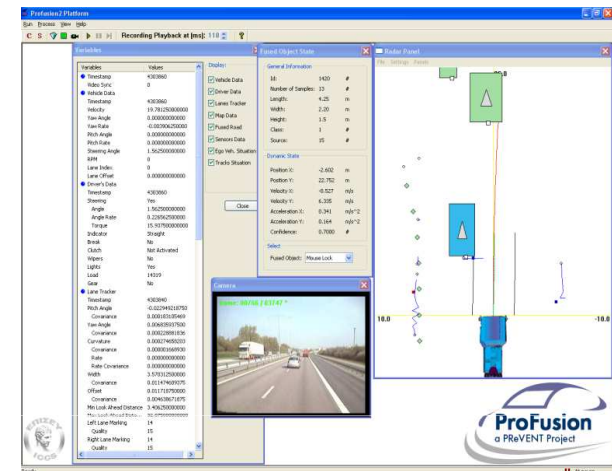 Profusion2 Platform
Run Process View Help
C S Recording Playback at [ms]: 110 ?
Variables
Variables Values
Timestamp 4303860
Video Sync 0
Vehicle Data
Timestamp 4303860
Velocity 19.781250000000
Yaw Angle 0.000000000000
Yaw Rate -0.003906250000
Pitch Angle 0.000000000000
Pitch Rate 0.000000000000
Steering Angle 1.562500000000
RPM 0
Lane Index 0
Lane Offset 0.000000000000
Driver's Data
Timestamp 4303860
Steering Yes
Angle 1.562500000000
Angle Rate 0.226562500000
Torque 15.937500000000
Indicator Straight
Break No
Clutch Not Activated
Wipers No
Lights Yes
Load 14319
Gear No
Lane Tracker
Timestamp 4303840
Pitch Angle -0.022949218750
Covariance 0.000183105469
Yaw Angle 0.006835937500
Covariance 0.000228881836
Curvature 0.000274658203
Covariance 0.000001668930
Rate 0.000000000000
Rate Covariance 0.000000000000
Width 3.570312500000
Covariance 0.011474609375
Offset 0.011718750000
Covariance 0.004638671875
Min Look Ahead Distance 3.406250000000
Left Lane Marking 14
Quality 15
Right Lane Marking 14
Quality 15
Display:
Vehicle Data
Driver Data
Lanes Tracker
Map Data
Fused Road
Sensors Data
Ego Veh. Situation
Tracks Situation
Close
Fused Object State
General Information
Id: 1420 #
Number of Samples: 13 #
Length: 4.25 m
Width: 2.20 m
Height: 1.5 m
Class: 1 #
Source: 15 #
Dynamic State
Position X: -2.602 m
Position Y: 22.752 m
Velocity X: -0.527 m/s
Velocity Y: 6.335 m/s
Acceleration X: 0.341 m/s^2
Acceleration Y: 0.164 m/s^2
Confidence: 0.7000 #
Select
Fused Object: Mouse Lock
Camera
Radar Panel
File Settings Panels
10.0
-10.0
ProFusion
a PReVENT Project
ICCS